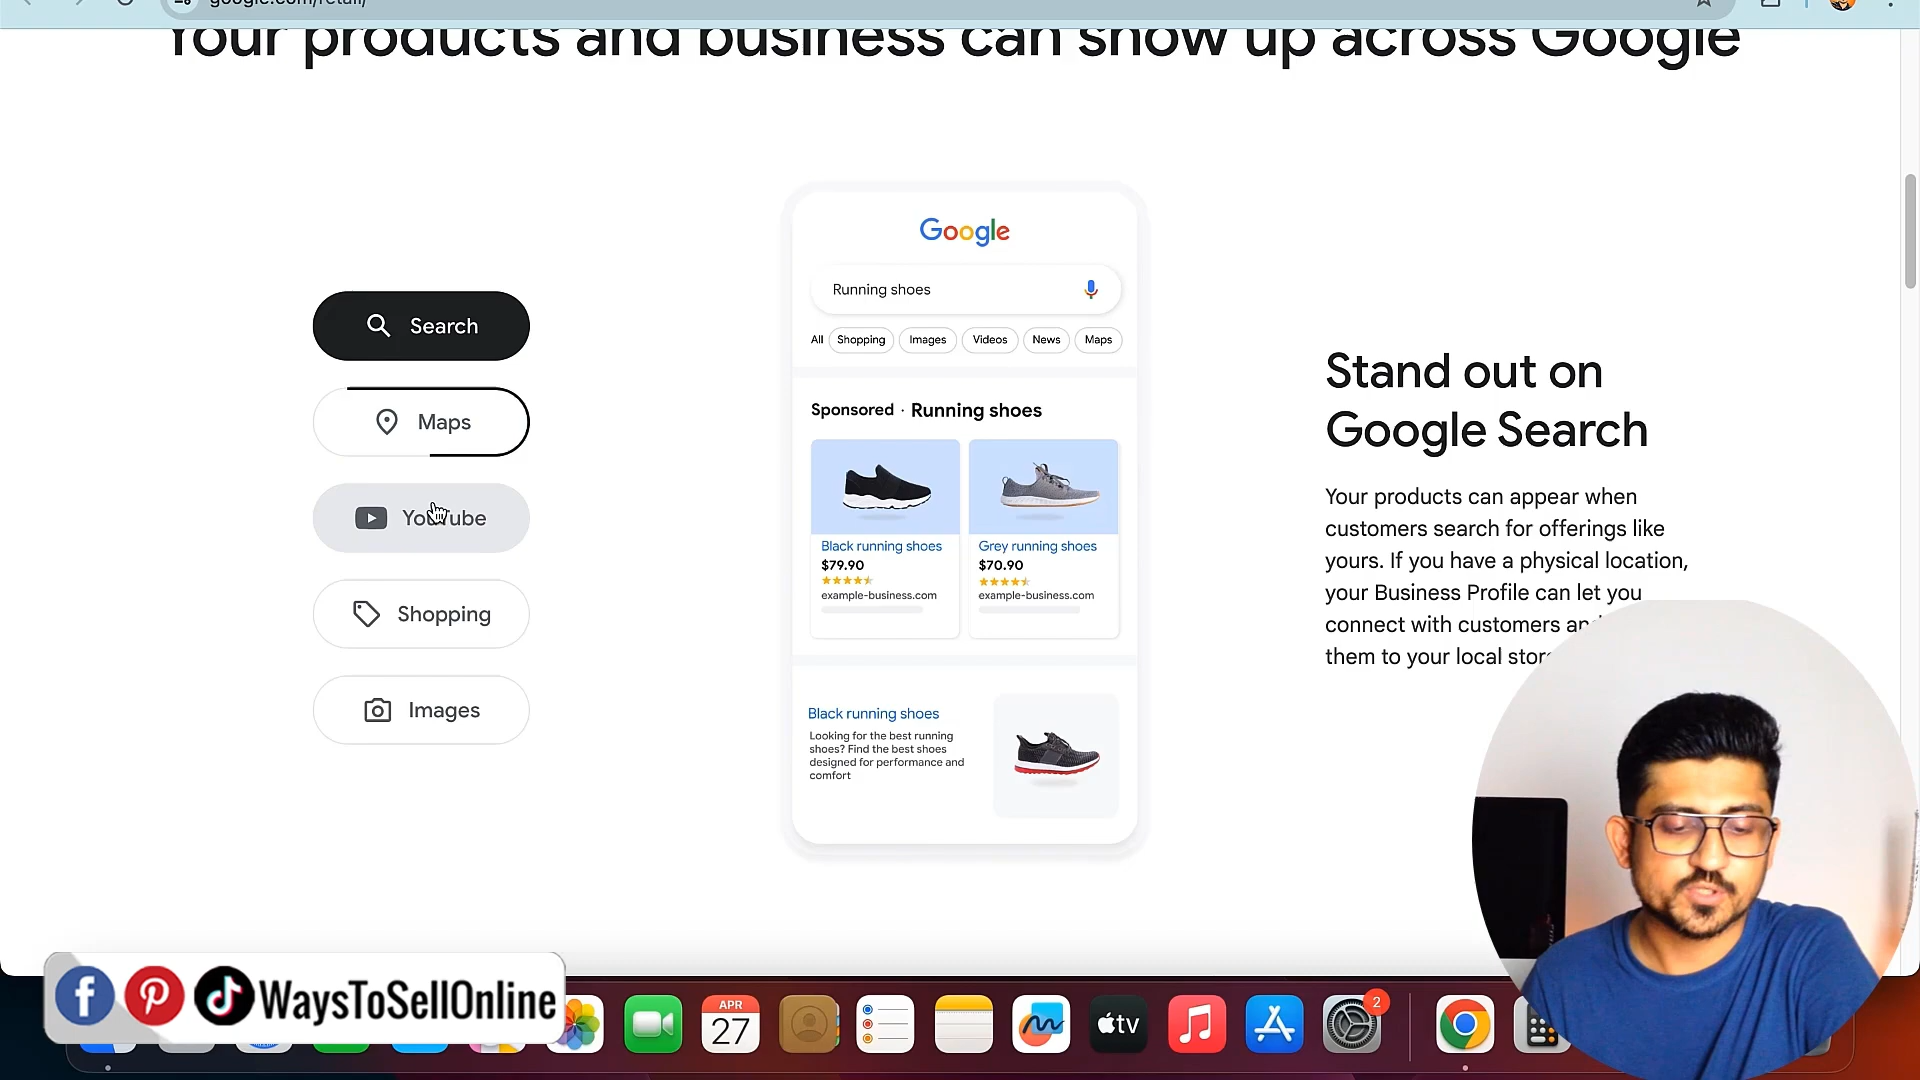 google.com/retail/
Your products and business can show up across Google
Search
Maps
YouTube
Shopping
Images
Google
Running shoes
All Shopping Images Videos News Maps
Sponsored · Running shoes
Black running shoes
$79.90
example-business.com
Grey running shoes
$70.90
example-business.com
Black running shoes
Looking for the best running
shoes? Find the best shoes
designed for performance and
comfort
Stand out on
Google Search
Your products can appear when
customers search for offerings like
yours. If you have a physical location,
your Business Profile can let you
connect with customers
them to your local
WaysToSellOnline
APR
27
tv
2